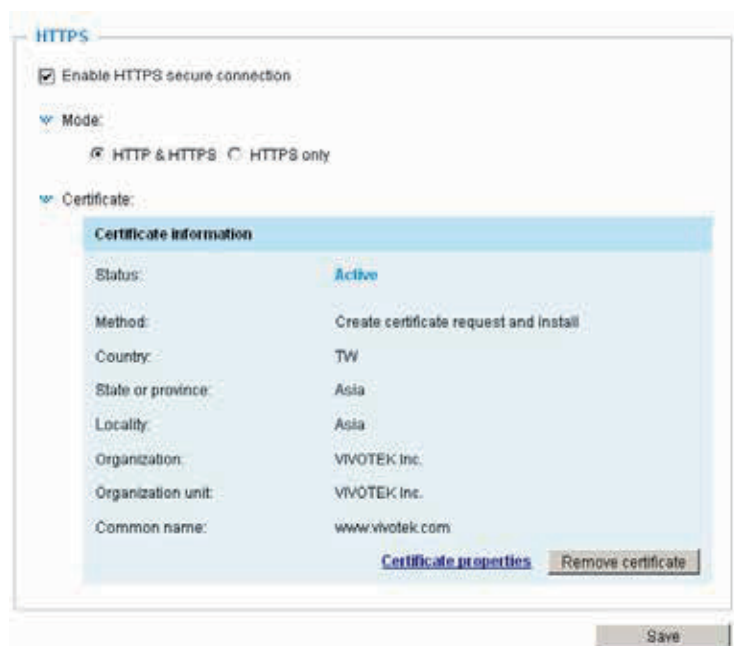 HTTPS
Enable HTTPS secure connection
Mode:
HTTP & HTTPS HTTPS only
Certificate:
Certificate Information
Status: Active
Method: Create certificate request and install
Country: TW
State or province: Asia
Locality: Asia
Organization: VIVOTEK Inc.
Organization unit: VIVOTEK Inc.
Common name: www.vivotek.com
Certificate properties Remove certificate
Save